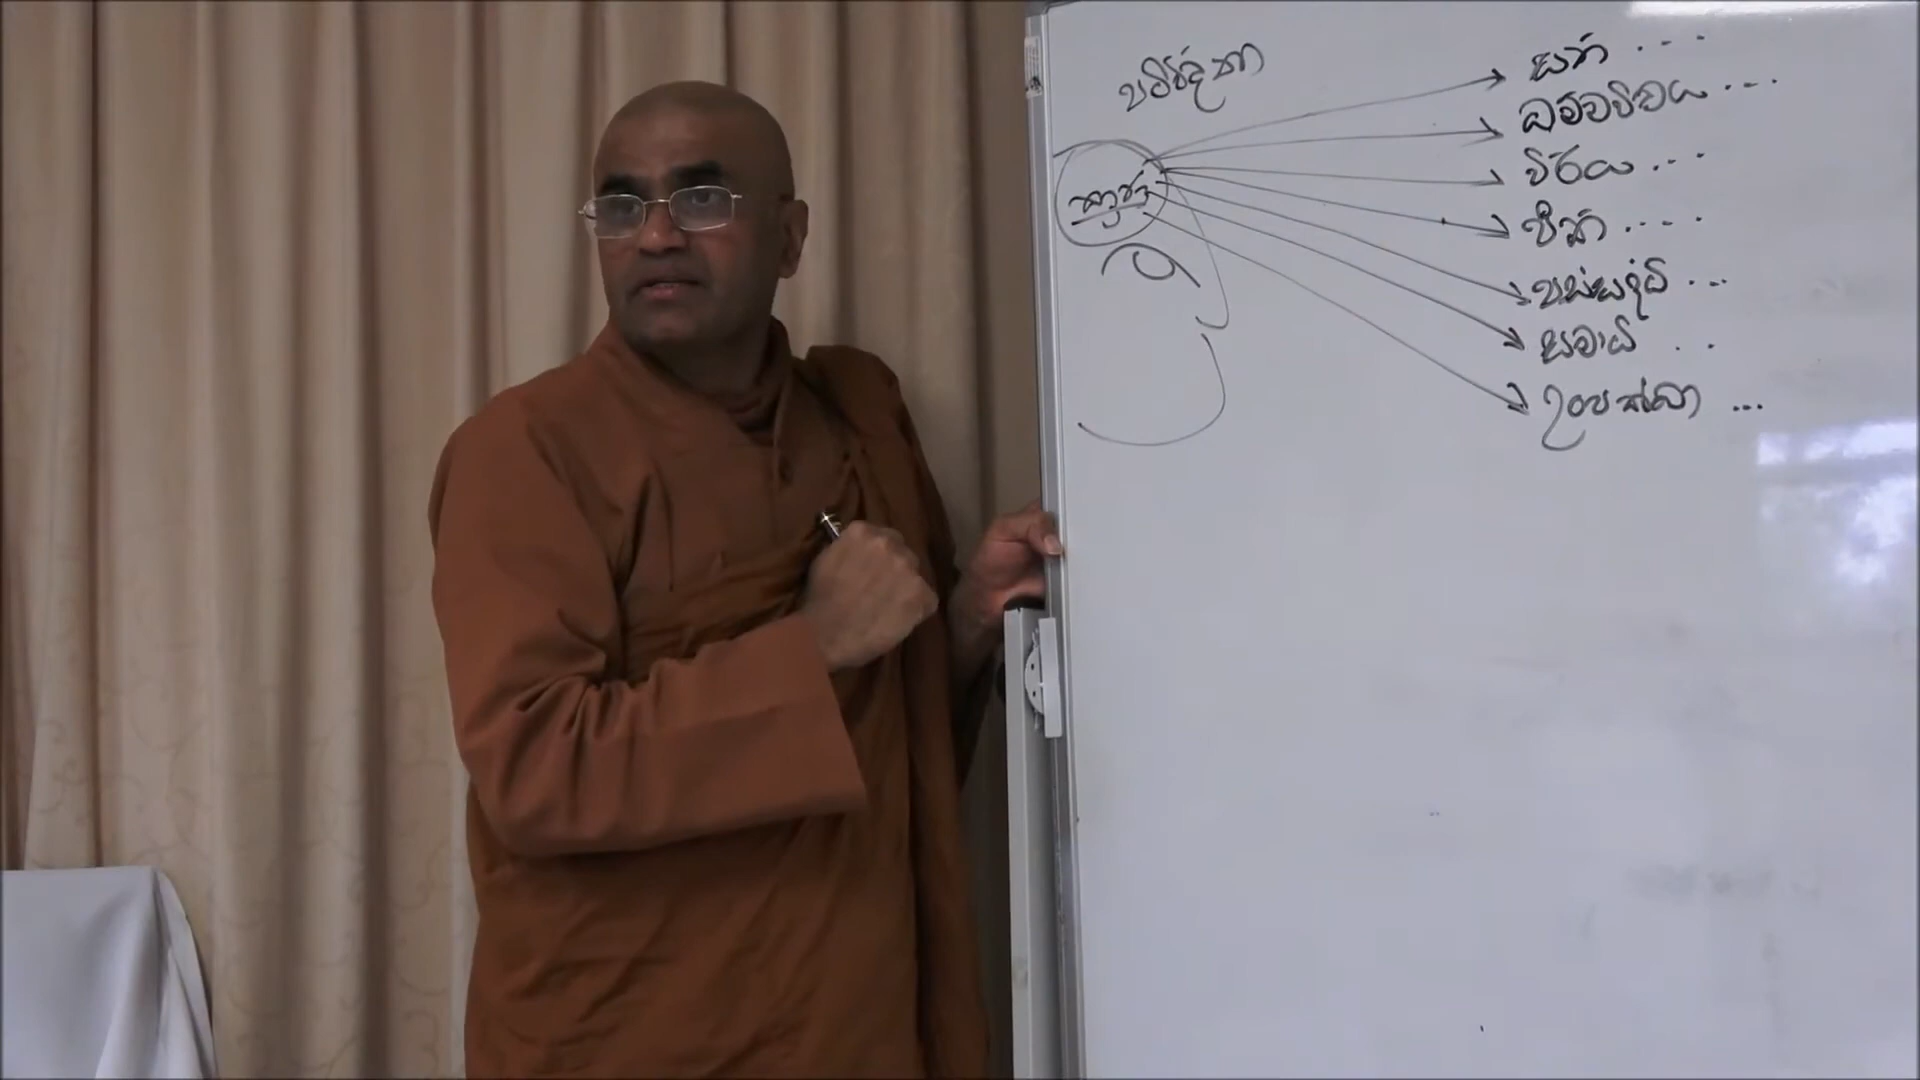 සති ...
ධම්මවිචය ...
විරිය ...
පීති ....
පස්සද්ධි ...
සමාධි ..
උපෙක්ඛා ...